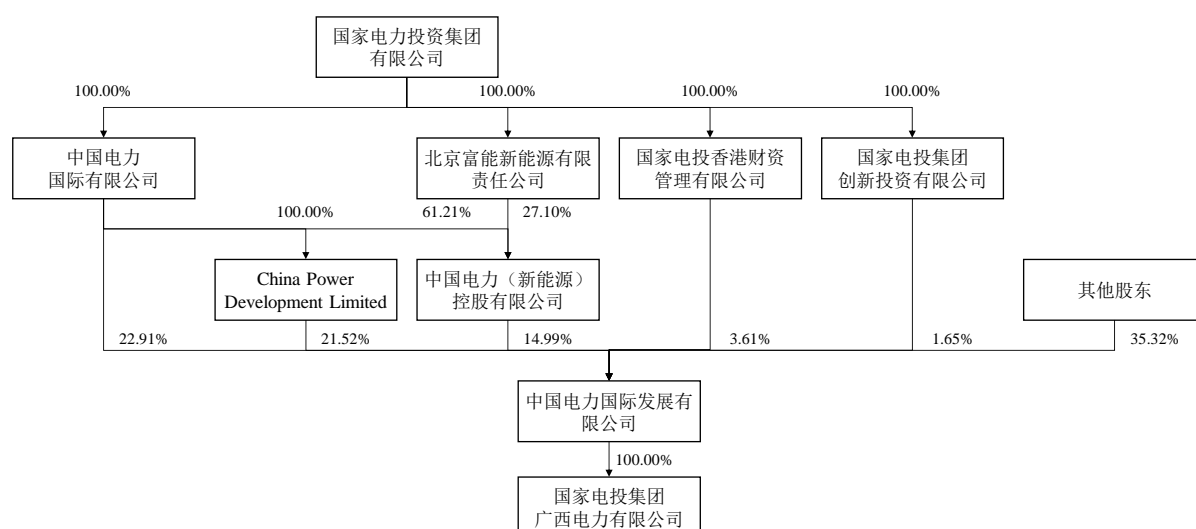 国家电力投资集团
有限公司
100.00%
100.00%
100.00%
100.00%
中国电力
国际有限公司
北京富能新能源有限
责任公司
国家电投香港财资
管理有限公司
国家电投集团
创新投资有限公司
100.00%
61.21%
27.10%
China Power
Development Limited
中国电力（新能源）
控股有限公司
其他股东
22.91%
21.52%
14.99%
3.61%
1.65%
35.32%
中国电力国际发展有
限公司
100.00%
国家电投集团
广西电力有限公司